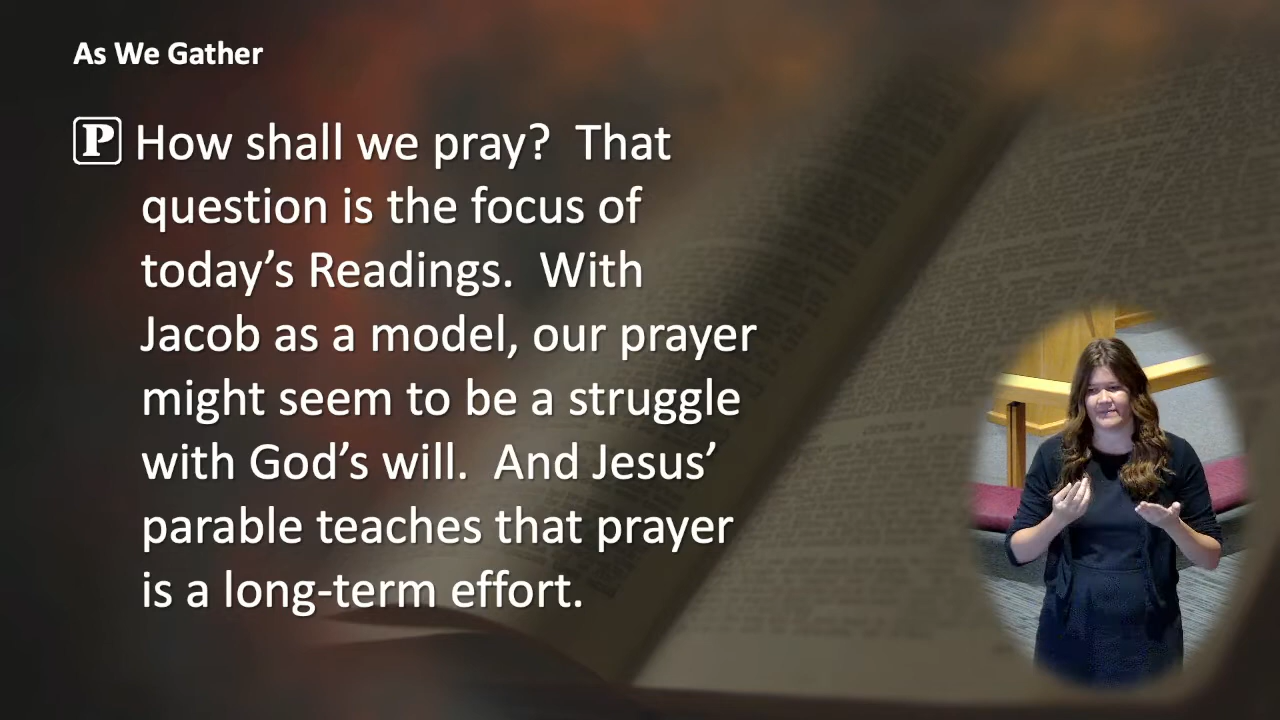 As We Gather
P How shall we pray?  That
question is the focus of
today’s Readings.  With
Jacob as a model, our prayer
might seem to be a struggle
with God’s will.  And Jesus’
parable teaches that prayer
is a long-term effort.